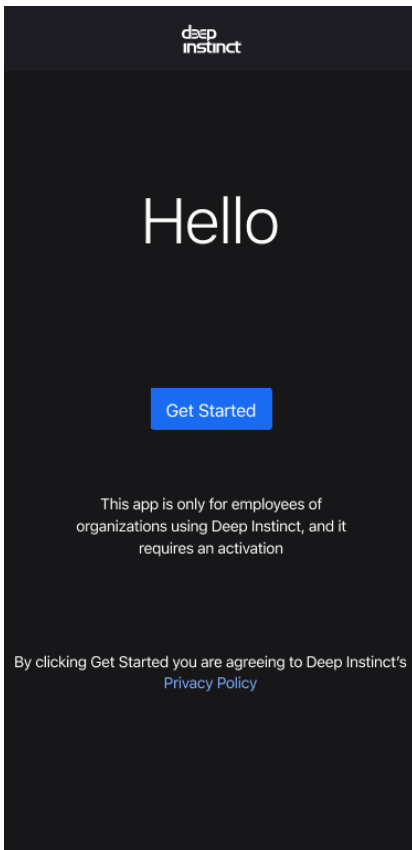 deep
instinct
Hello
Get Started
This app is only for employees of
organizations using Deep Instinct, and it
requires an activation
By clicking Get Started you are agreeing to Deep Instinct’s
Privacy Policy